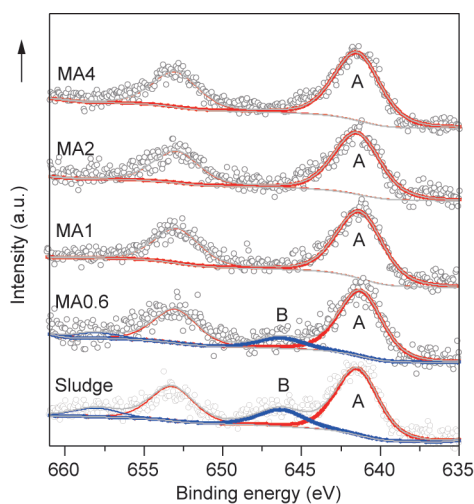 MA4
A
MA2
A
MA1
A
MA0.6
B
A
Sludge
B
A
Intensity (a.u.)
660 655 650 645 640 635
Binding energy (eV)